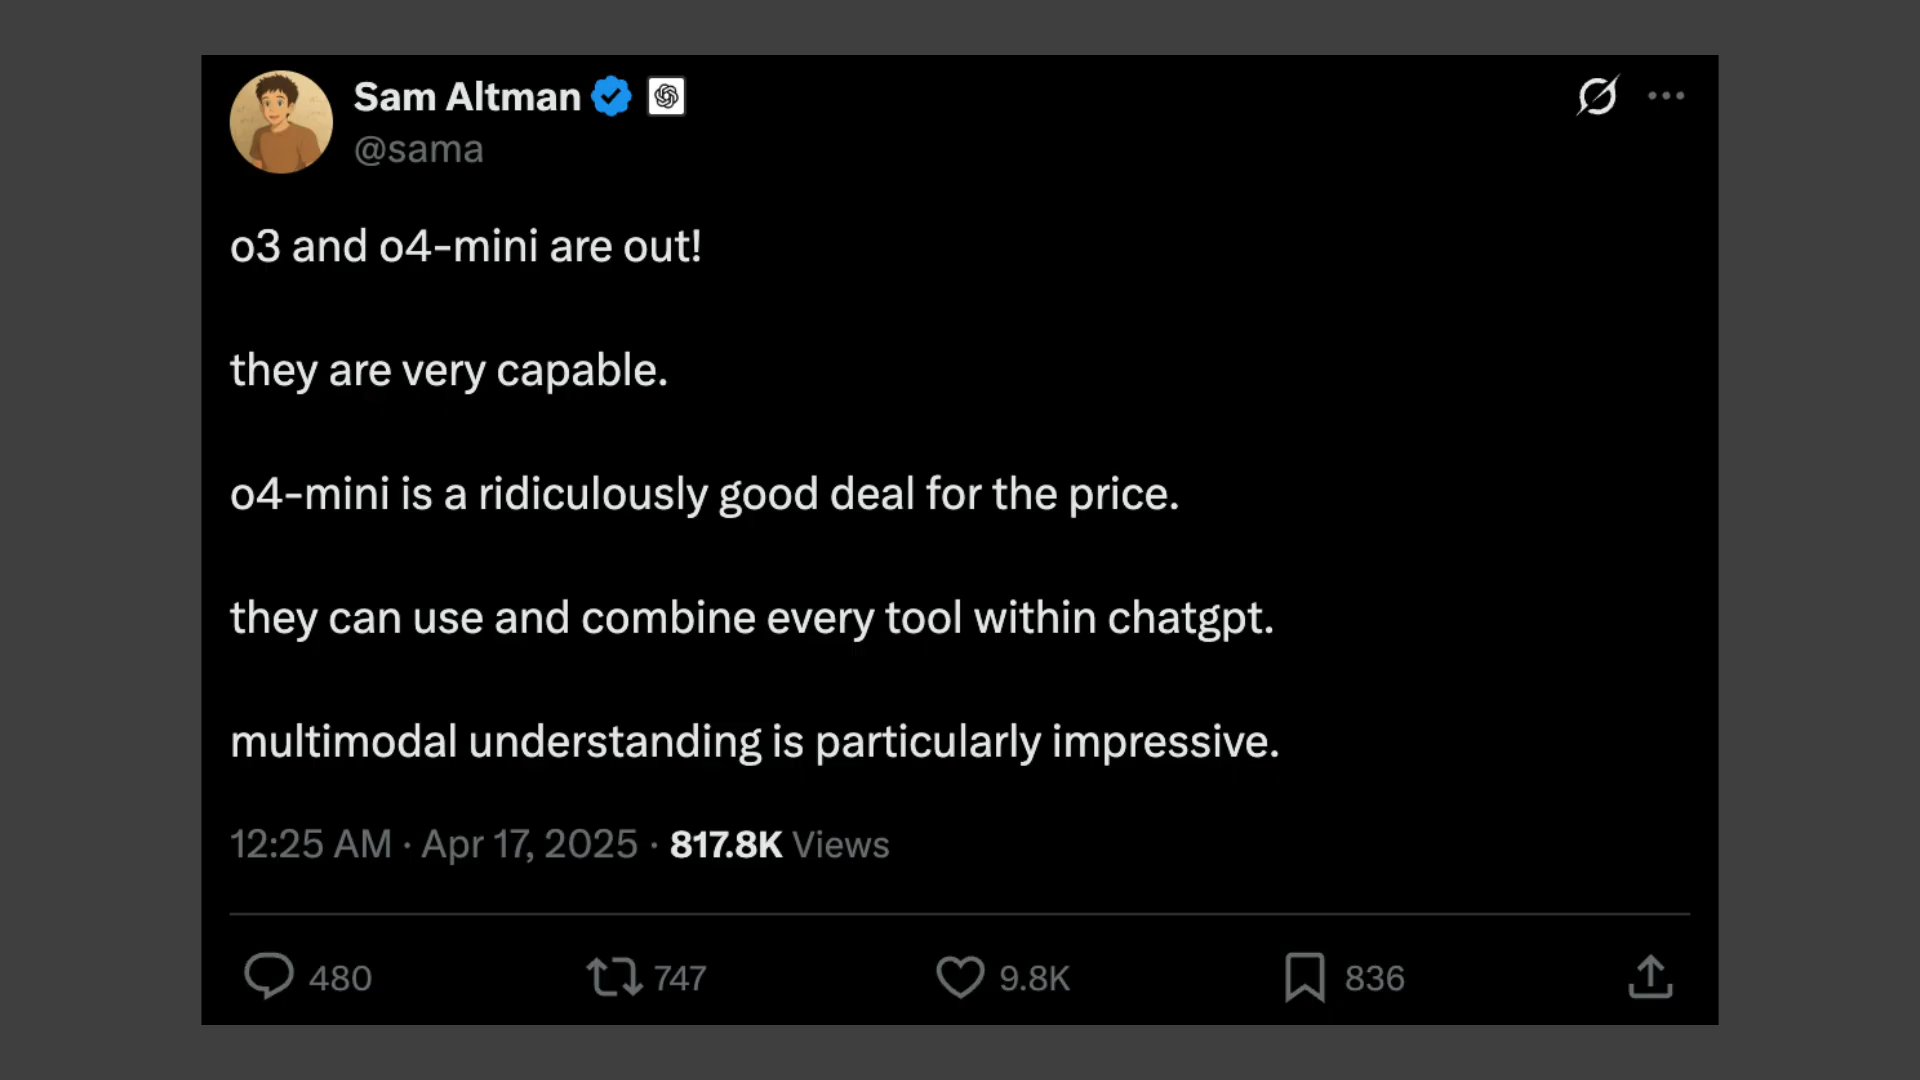 Sam Altman
@sama
o3 and o4-mini are out!
they are very capable.
o4-mini is a ridiculously good deal for the price.
they can use and combine every tool within chatgpt.
multimodal understanding is particularly impressive.
12:25 AM · Apr 17, 2025 · 817.8K Views
480 747 9.8K 836